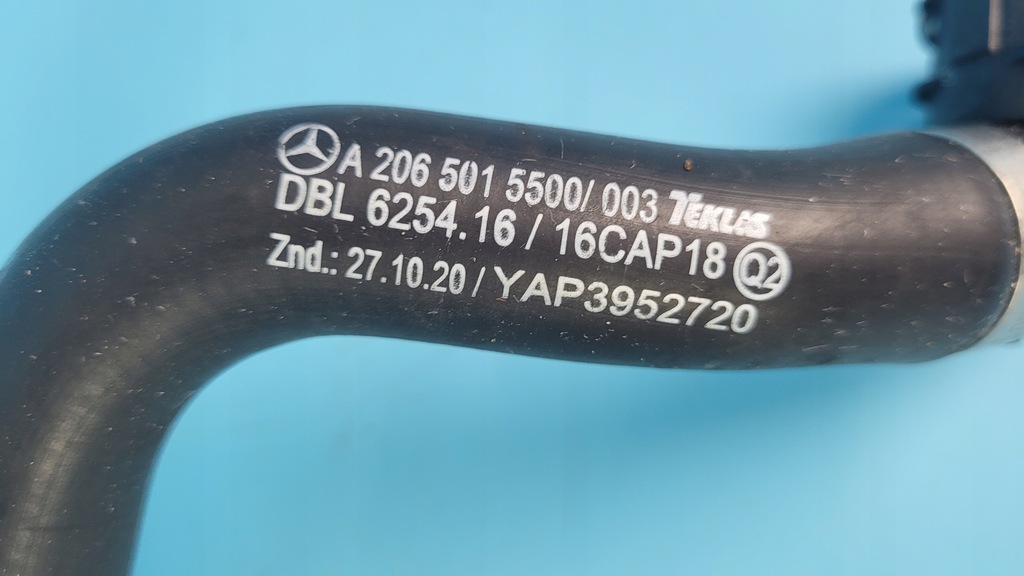 A 206 501 5500/ 003 TEKLAS
DBL 6254.16 / 16CAP18 Q2
Znd.: 27.10.20 / YAP3952720